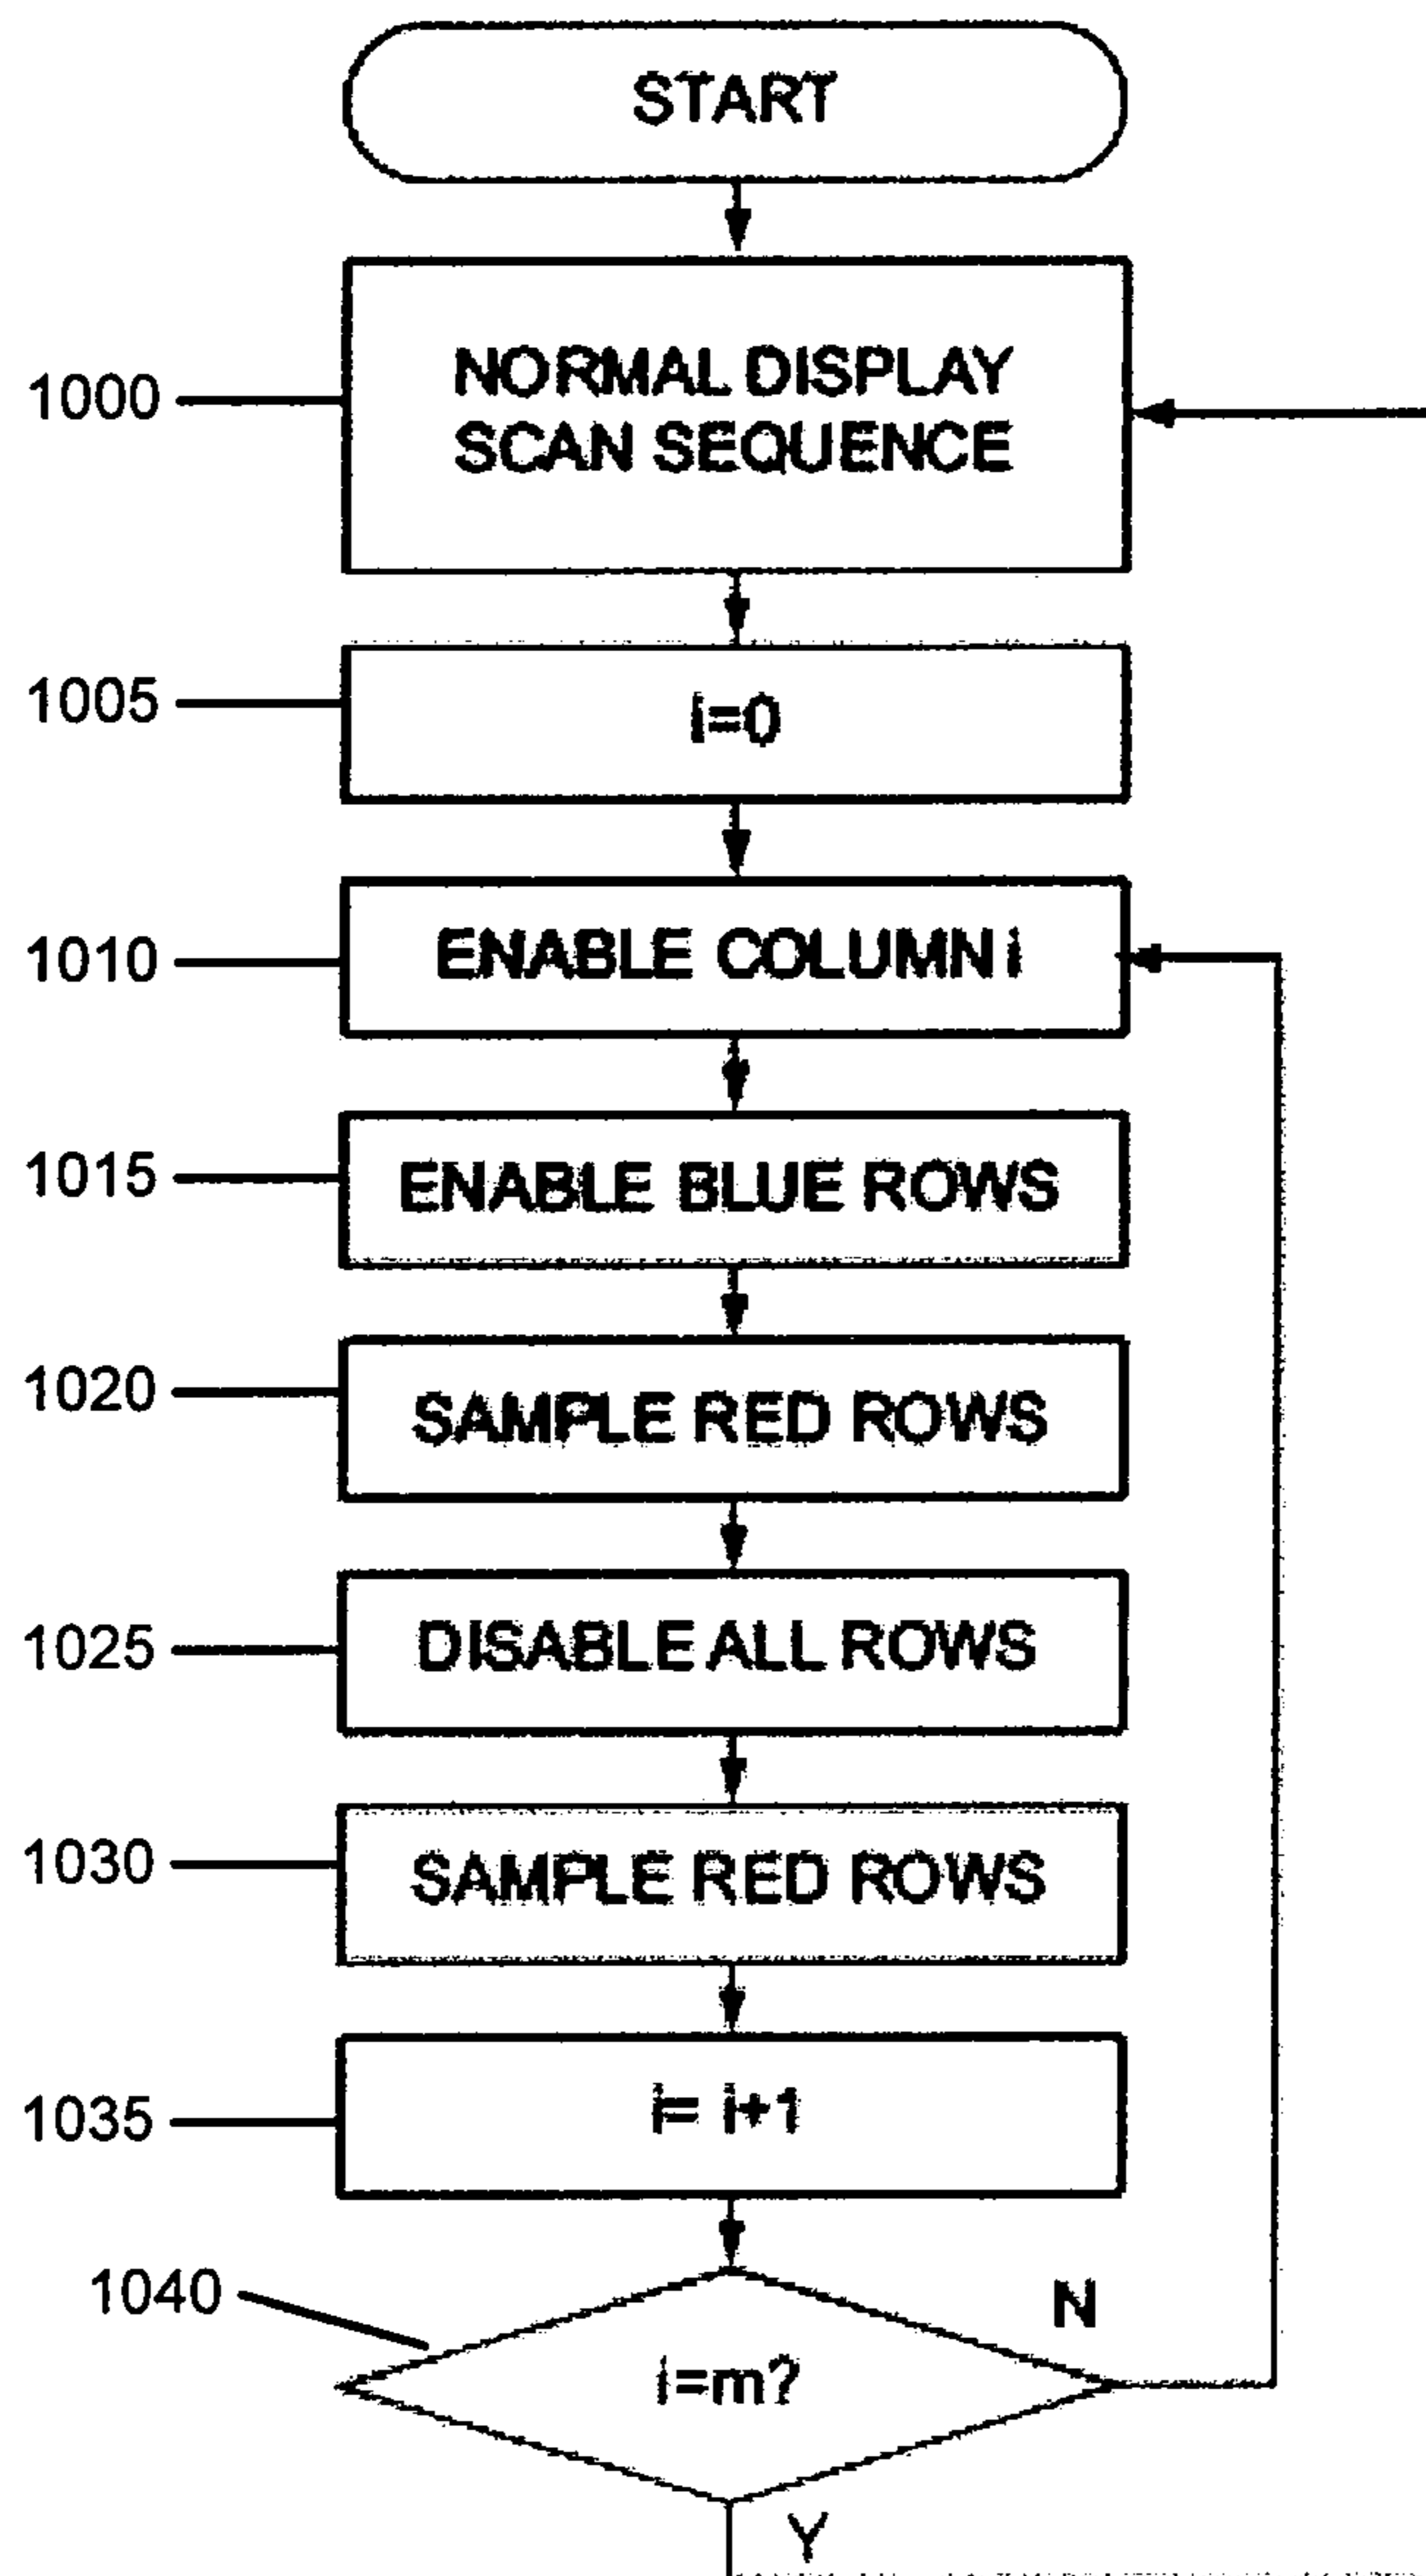 START
1000
NORMAL DISPLAY
SCAN SEQUENCE
1005
i=0
1010
ENABLE COLUMN i
1015
ENABLE BLUE ROWS
1020
SAMPLE RED ROWS
1025
DISABLE ALL ROWS
1030
SAMPLE RED ROWS
1035
i= i+1
1040
N
i=m?
Y